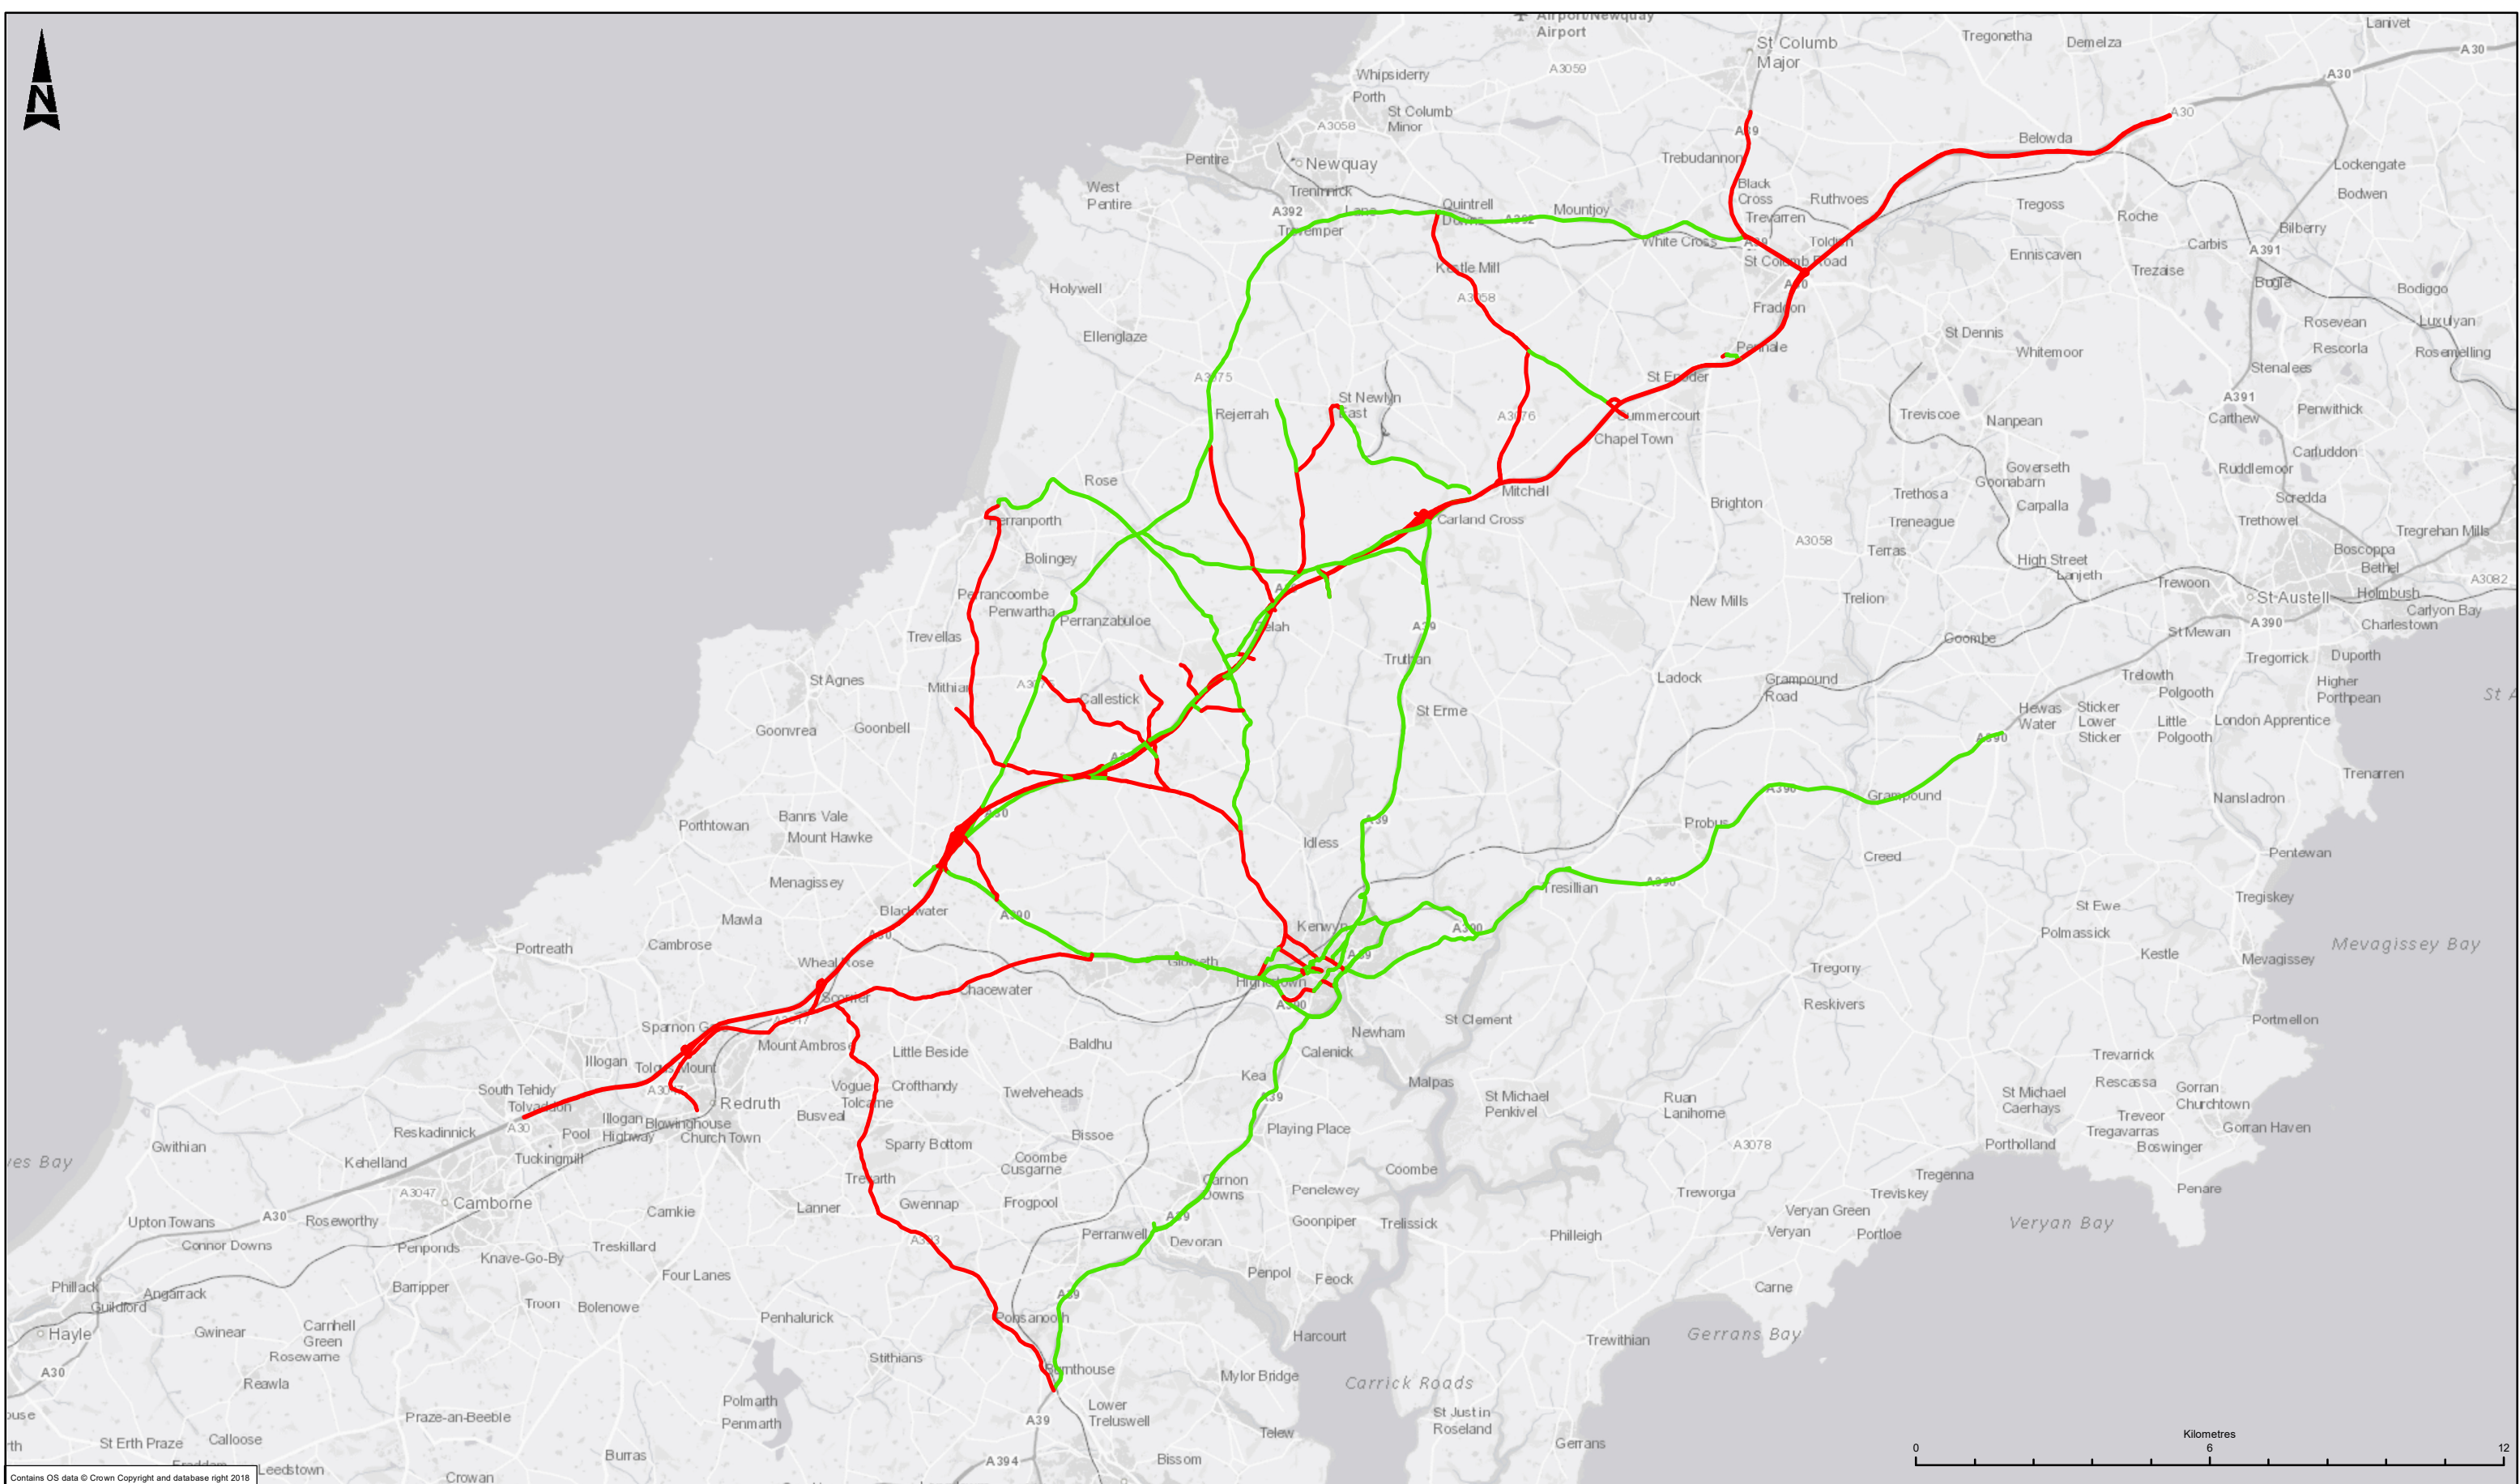 Airport/Newquay
Airport
Lanivet
Tregonetha
Demelza
St Columb
Major
A30
A30
A3059
Whipsiderry
Porth
St Columb
Minor
A3058
A30
A39
Belowda
Trebudannon
Lockengate
Pentire
Newquay
West
Pentire
Treninnick
Black
Cross
Ruthvoes
Bodwen
Quintrell
Downs
Mountjoy
Tregoss
A392
Lane
A392
Trevarren
Roche
Bilberry
Trevemper
White Cross
A39
Carbis
A391
St Columb Road
Enniscaven
Trezaise
Kestle Mill
Bugle
Bodiggo
Holywell
A3058
Fraddon
Ellenglaze
St Dennis
Rosevean
Luxulyan
Whitemoor
Rescorla
Rosemelling
A3075
St Enoder
Stenalees
St Newlyn
East
Rejerrah
A3076
Summercourt
Treviscoe
Nanpean
A391
Carthew
Penwithick
Chapel Town
Carluddon
Goverseth
Goonabarn
Ruddlemoor
Rose
Mitchell
Brighton
Trethosa
Carpalla
Scredda
Perranporth
Carland Cross
Treneague
Trethowel
Tregrehan Mills
Bolingey
A3058
Terras
High Street
Lanjeth
Boscoppa
Bethel
A3082
Perrancoombe
Penwartha
New Mills
Trelion
Trewoon
St Austell
Holmbush
Carlyon Bay
Perranzabuloe
Zelah
A39
A390
Charlestown
Trevellas
Coombe
St Mewan
Truthan
Tregorrick
Duporth
St Agnes
Mithian
Callestick
Ladock
Grampound
Road
Trelowth
Polgooth
Higher
Porthpean
St Erme
Hewas
Water
Sticker
Lower
Sticker
Little
Polgooth
London Apprentice
Goonvrea
Goonbell
A390
Trenarren
A390
Grampound
Nansladron
A30
Banns Vale
Mount Hawke
Porthtowan
A39
Probus
Idless
Creed
Pentewan
Menagissey
Tresillian
A390
Blackwater
A390
Mawla
Tregiskey
St Ewe
Kenwyn
A390
Portreath
Cambrose
A30
Polmassick
Mevagissey Bay
Wheal Rose
Gloweth
A39
Kestle
Mevagissey
Tregony
Highertown
Scorrier
Chacewater
A390
Reskivers
Sparnon Gate
A3047
Newham
St Clement
Portmellon
Mount Ambrose
Little Beside
Baldhu
Calenick
Illogan
Tolgus Mount
Trevarrick
South Tehidy
A3047
Vogue
Crofthandy
Kea
Malpas
Rescassa
Gorran
Churchtown
Tolvaddon
Redruth
Tolcarne
Twelveheads
A39
St Michael
Penkivel
Ruan
Lanihorne
St Michael
Caerhays
Treveor
A30
Illogan
Highway
Blowinghouse
Busveal
Reskadinnick
Pool
Church Town
Bissoe
Playing Place
Tregavarras
Gorran Haven
Gwithian
Sparry Bottom
A3078
Portholland
Boswinger
Kehelland
Tuckingmill
Coombe
Cusgarne
Coombe
Trevarth
Carnon
Downs
Tregenna
A3047
Camborne
Gwennap
Frogpool
Penelewey
Treworga
Treviskey
Penare
Carnkie
Lanner
Veryan Green
Upton Towans
A30
Roseworthy
A39
Goonpiper
Trelissick
Veryan Bay
Connor Downs
Penponds
Treskillard
A393
Perranwell
Devoran
Philleigh
Veryan
Portloe
Knave-Go-By
Four Lanes
Penpol
Feock
Phillack
Angarrack
Barripper
Carne
Guildford
Troon
Bolenowe
A39
Penhalurick
Ponsanooth
Hayle
Gwinear
Carnhell
Green
Harcourt
Trewithian
Gerrans Bay
Rosewarne
Stithians
Burnthouse
A30
Mylor Bridge
Carrick Roads
Reawla
Polmarth
Penmarth
Lower
Treluswell
Praze-an-Beeble
A39
St Just in
Roseland
Kilometres
St Erth Praze
Calloose
Telew
Gerrans
0 6 12
Burras
A394
Bissom
Leedstown
Crowan
Contains OS data © Crown Copyright and database right 2018
N